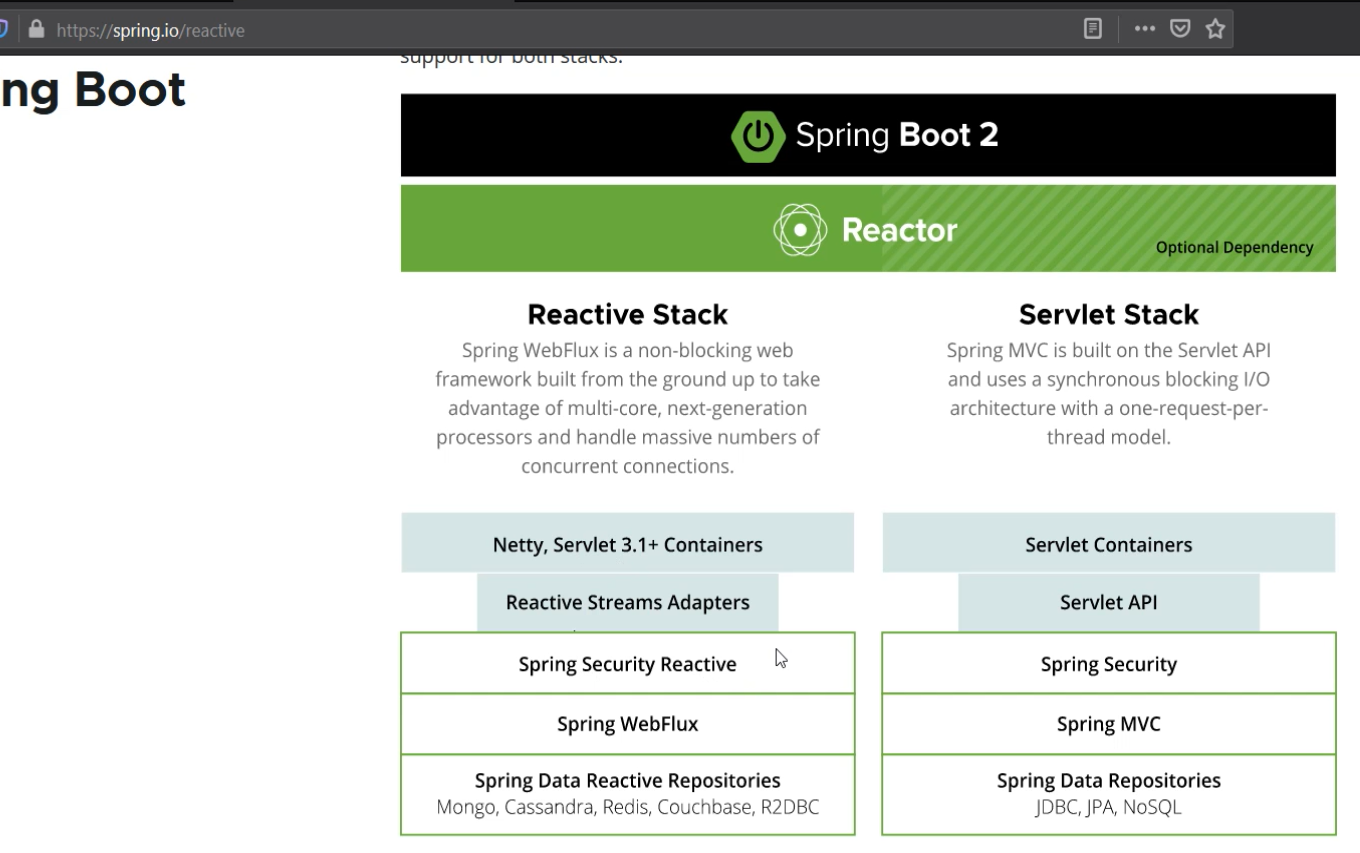 https://spring.io/reactive
support for both stacks.
ng Boot
Spring Boot 2
Reactor
Optional Dependency
Reactive Stack
Spring WebFlux is a non-blocking web
framework built from the ground up to take
advantage of multi-core, next-generation
processors and handle massive numbers of
concurrent connections.
Servlet Stack
Spring MVC is built on the Servlet API
and uses a synchronous blocking I/O
architecture with a one-request-per-
thread model.
Netty, Servlet 3.1+ Containers
Servlet Containers
Reactive Streams Adapters
Servlet API
Spring Security Reactive
Spring Security
Spring WebFlux
Spring MVC
Spring Data Reactive Repositories
Mongo, Cassandra, Redis, Couchbase, R2DBC
Spring Data Repositories
JDBC, JPA, NoSQL